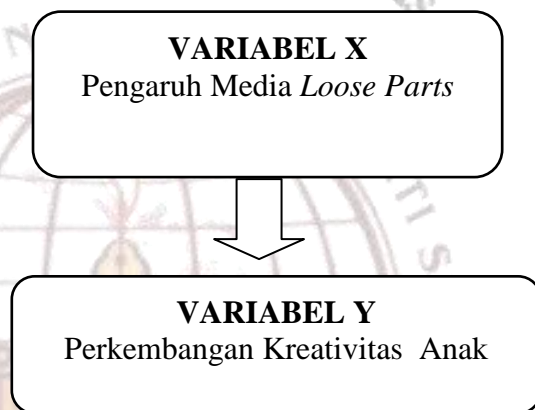 VARIABEL X
Pengaruh Media Loose Parts
VARIABEL Y
Perkembangan Kreativitas Anak